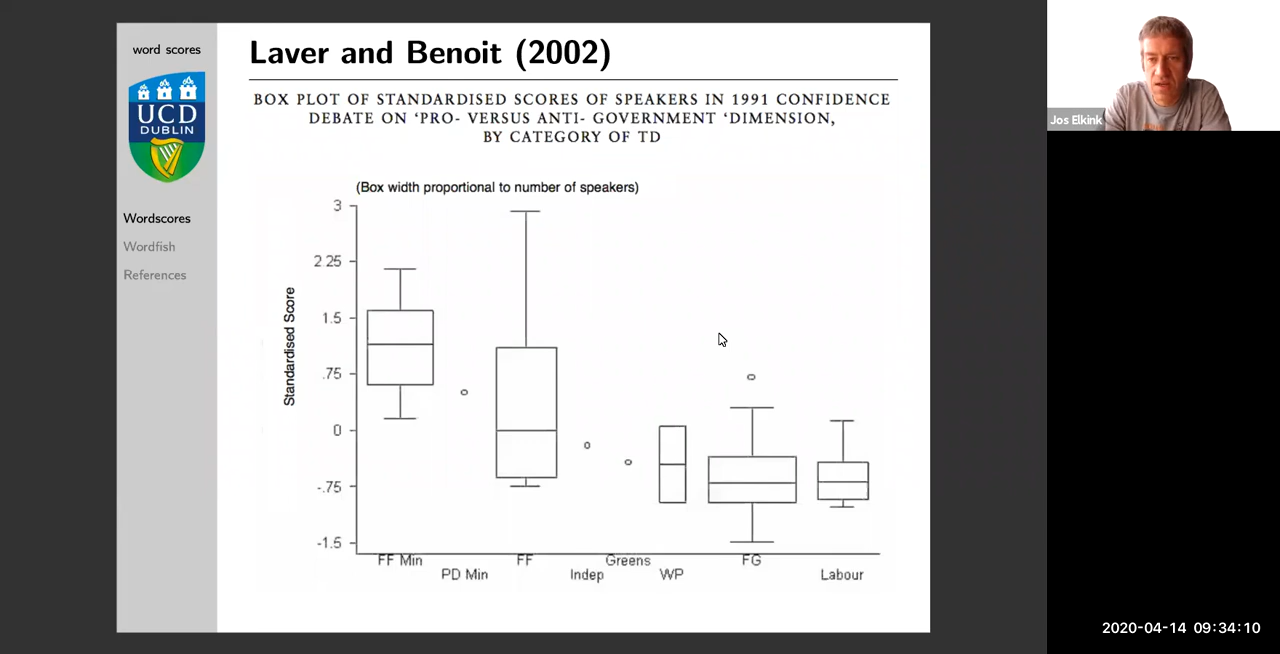 word scores
UCD
DUBLIN
Wordscores
Wordfish
References
Laver and Benoit (2002)
BOX PLOT OF STANDARDISED SCORES OF SPEAKERS IN 1991 CONFIDENCE
DEBATE ON ‘PRO- VERSUS ANTI- GOVERNMENT ‘DIMENSION,
BY CATEGORY OF TD
(Box width proportional to number of speakers)
Standardised Score
3
2 25
1.5
.75
0
-.75
-1.5
FF Min
PD Min
FF
Indep
Greens
WP
FG
Labour
Jos Elkink
2020-04-14 09:34:10